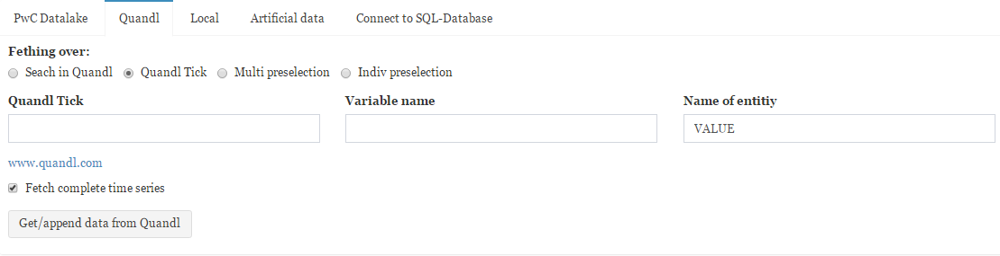 PwC Datalake Quandl Local Artificial data Connect to SQL-Database
Fething over:
Seach in Quandl Quandl Tick Multi preselection Indiv preselection
Quandl Tick Variable name Name of entitiy
VALUE
www.quandl.com
Fetch complete time series
Get/append data from Quandl